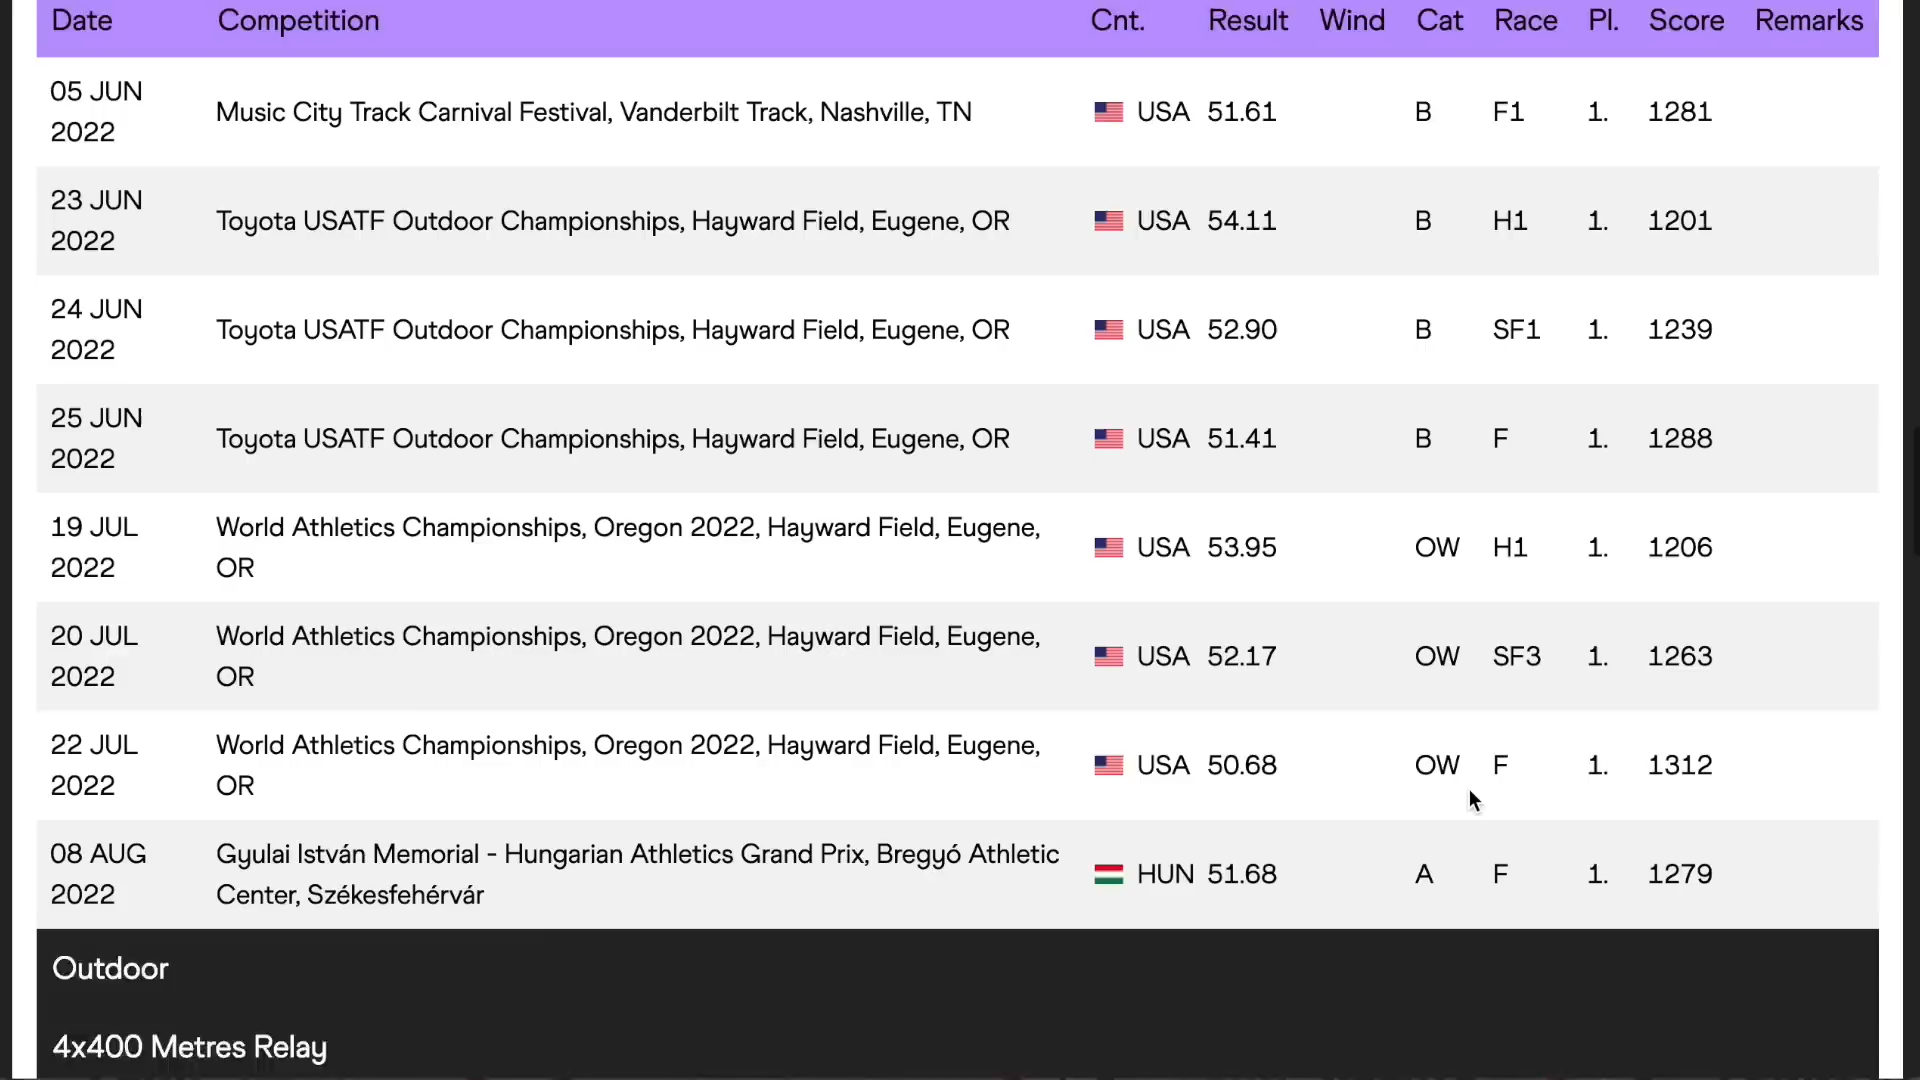 Date Competition Cnt. Result Wind Cat Race Pl. Score Remarks
05 JUN
2022
Music City Track Carnival Festival, Vanderbilt Track, Nashville, TN USA 51.61 B F1 1. 1281
23 JUN
2022
Toyota USATF Outdoor Championships, Hayward Field, Eugene, OR USA 54.11 B H1 1. 1201
24 JUN
2022
Toyota USATF Outdoor Championships, Hayward Field, Eugene, OR USA 52.90 B SF1 1. 1239
25 JUN
2022
Toyota USATF Outdoor Championships, Hayward Field, Eugene, OR USA 51.41 B F 1. 1288
19 JUL
2022
World Athletics Championships, Oregon 2022, Hayward Field, Eugene,
OR
USA 53.95 OW H1 1. 1206
20 JUL
2022
World Athletics Championships, Oregon 2022, Hayward Field, Eugene,
OR
USA 52.17 OW SF3 1. 1263
22 JUL
2022
World Athletics Championships, Oregon 2022, Hayward Field, Eugene,
OR
USA 50.68 OW F 1. 1312
08 AUG
2022
Gyulai István Memorial - Hungarian Athletics Grand Prix, Bregyó Athletic
Center, Székesfehérvár
HUN 51.68 A F 1. 1279
Outdoor
4x400 Metres Relay